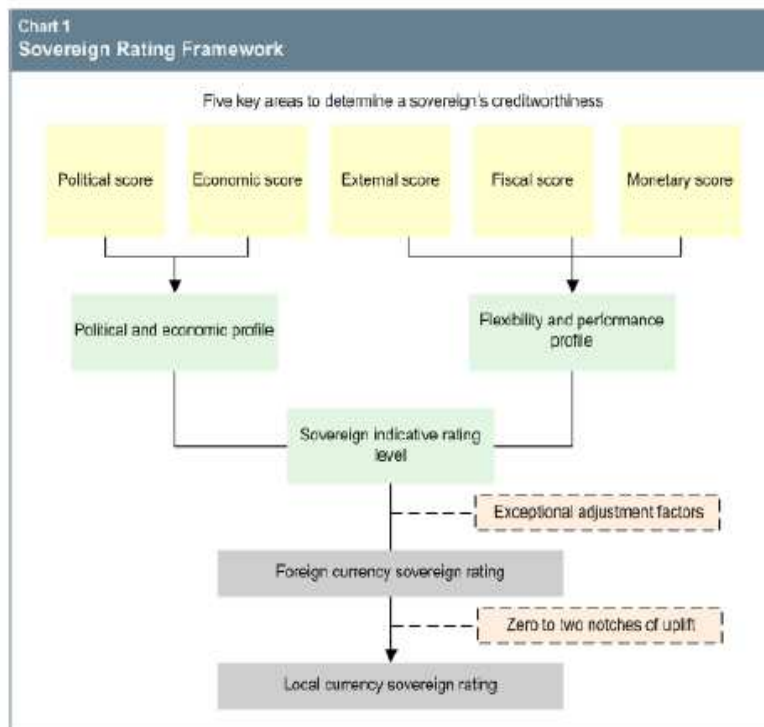 Chart 1
Sovereign Rating Framework
Five key areas to determine a sovereign's creditworthiness
Political score
Economic score
External score
Fiscal score
Monetary score
Political and economic profile
Flexibility and performance
profile
Sovereign indicative rating
level
Exceptional adjustment factors
Foreign currency sovereign rating
Zero to two notches of uplift
Local currency sovereign rating